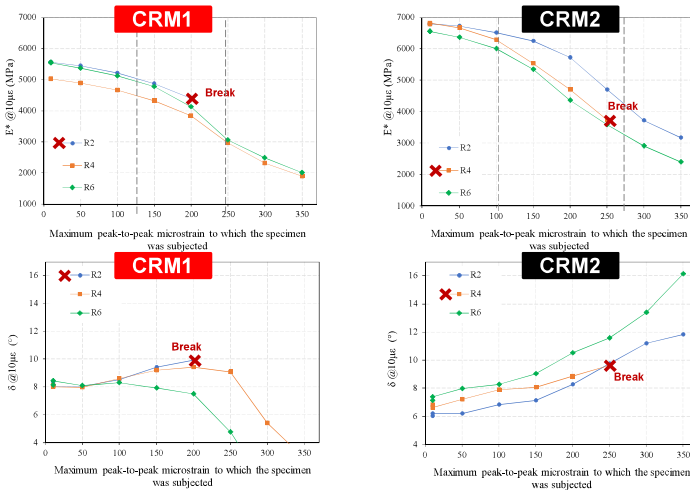 CRM1
7000
6000
5000
4000
3000
2000
1000
E* @10µε (MPa)
Break
R2
R4
R6
0 50 100 150 200 250 300 350
Maximum peak-to-peak microstrain to which the specimen
was subjected
CRM2
7000
6000
5000
4000
3000
2000
1000
E* @10µε (MPa)
Break
R2
R4
R6
0 50 100 150 200 250 300 350
Maximum peak-to-peak microstrain to which the specimen
was subjected
CRM1
16
14
12
10
8
6
4
δ @10µε (°)
R2
R4
R6
Break
0 50 100 150 200 250 300 350
Maximum peak-to-peak microstrain to which the specimen
was subjected
CRM2
16
14
12
10
8
6
4
δ @10µε (°)
R2
R4
R6
Break
0 50 100 150 200 250 300 350
Maximum peak-to-peak microstrain to which the specimen
was subjected